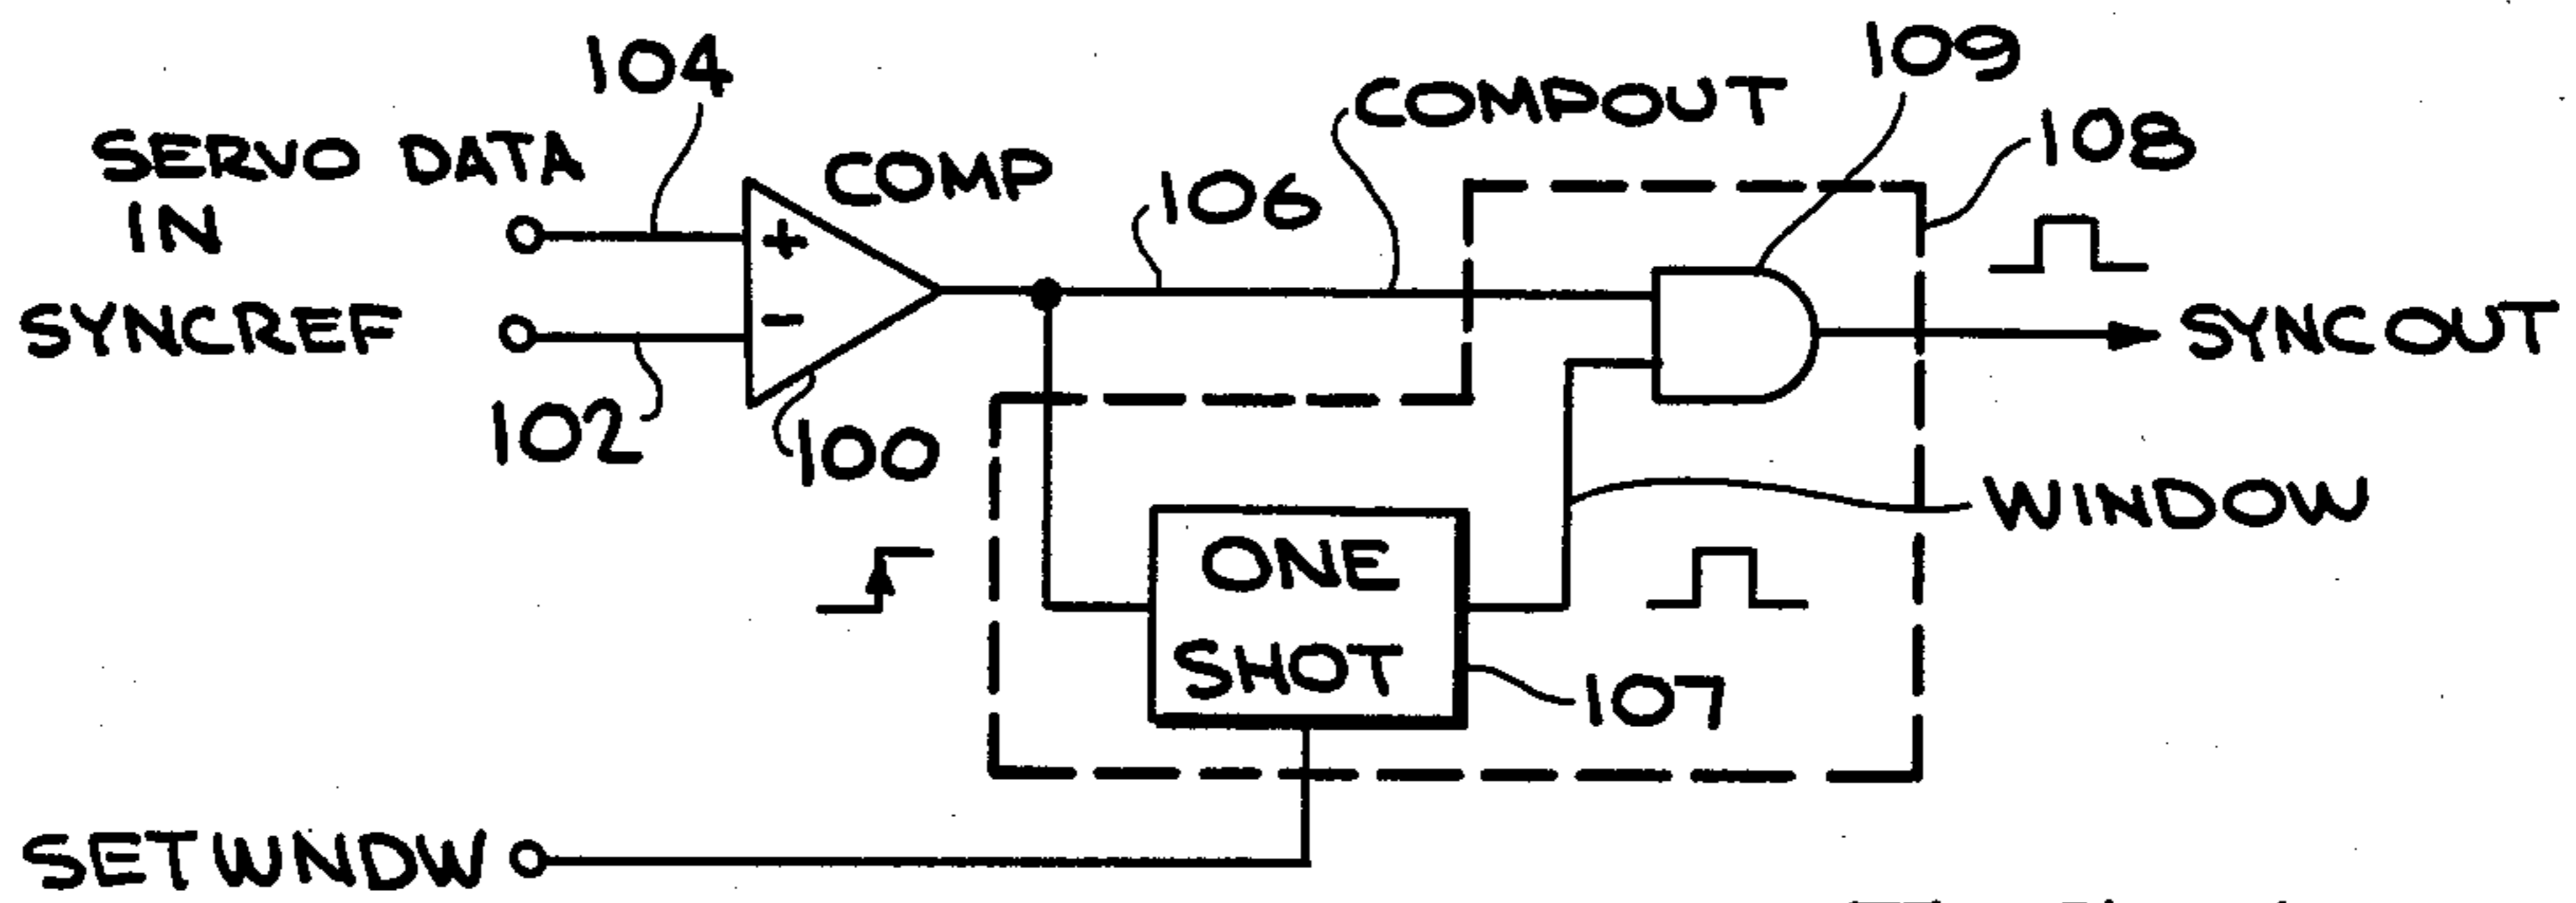 104
109
COMPOUT
108
SERVO DATA
IN
COMP
106
+
SYNCREF
-
SYNCOUT
102
100
WINDOW
ONE
SHOT
107
SETWNDW